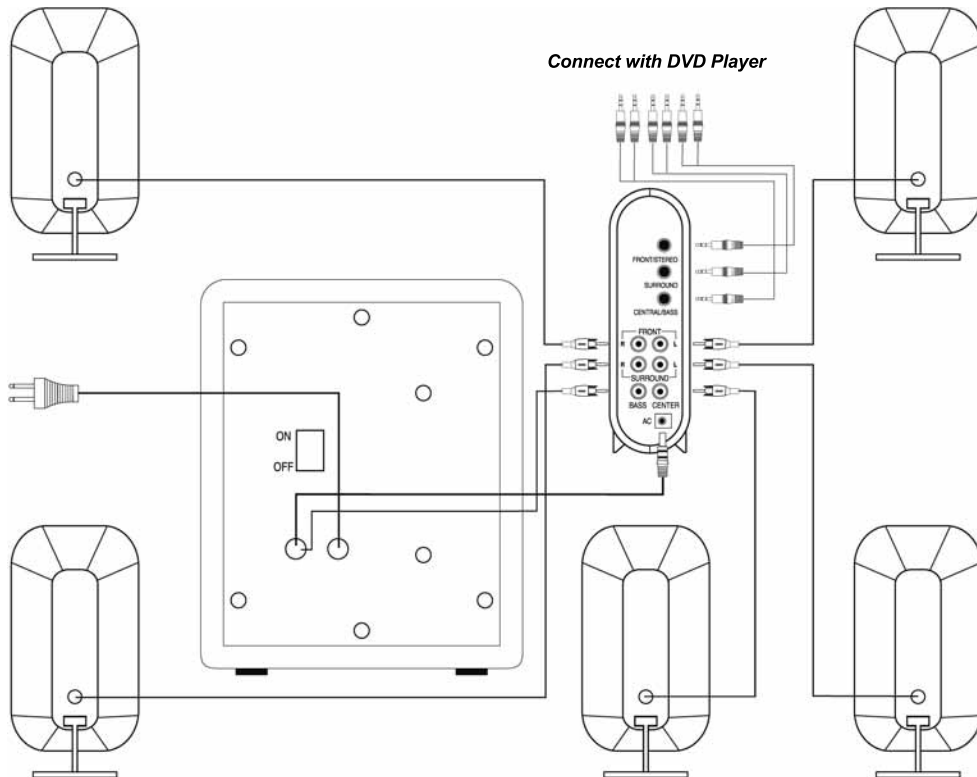 Connect with DVD Player
FRONT/STEREO
SURROUND
CENTRAL/BASS
FRONT
R L
R L
SURROUND
BASS CENTER
AC
ON
OFF